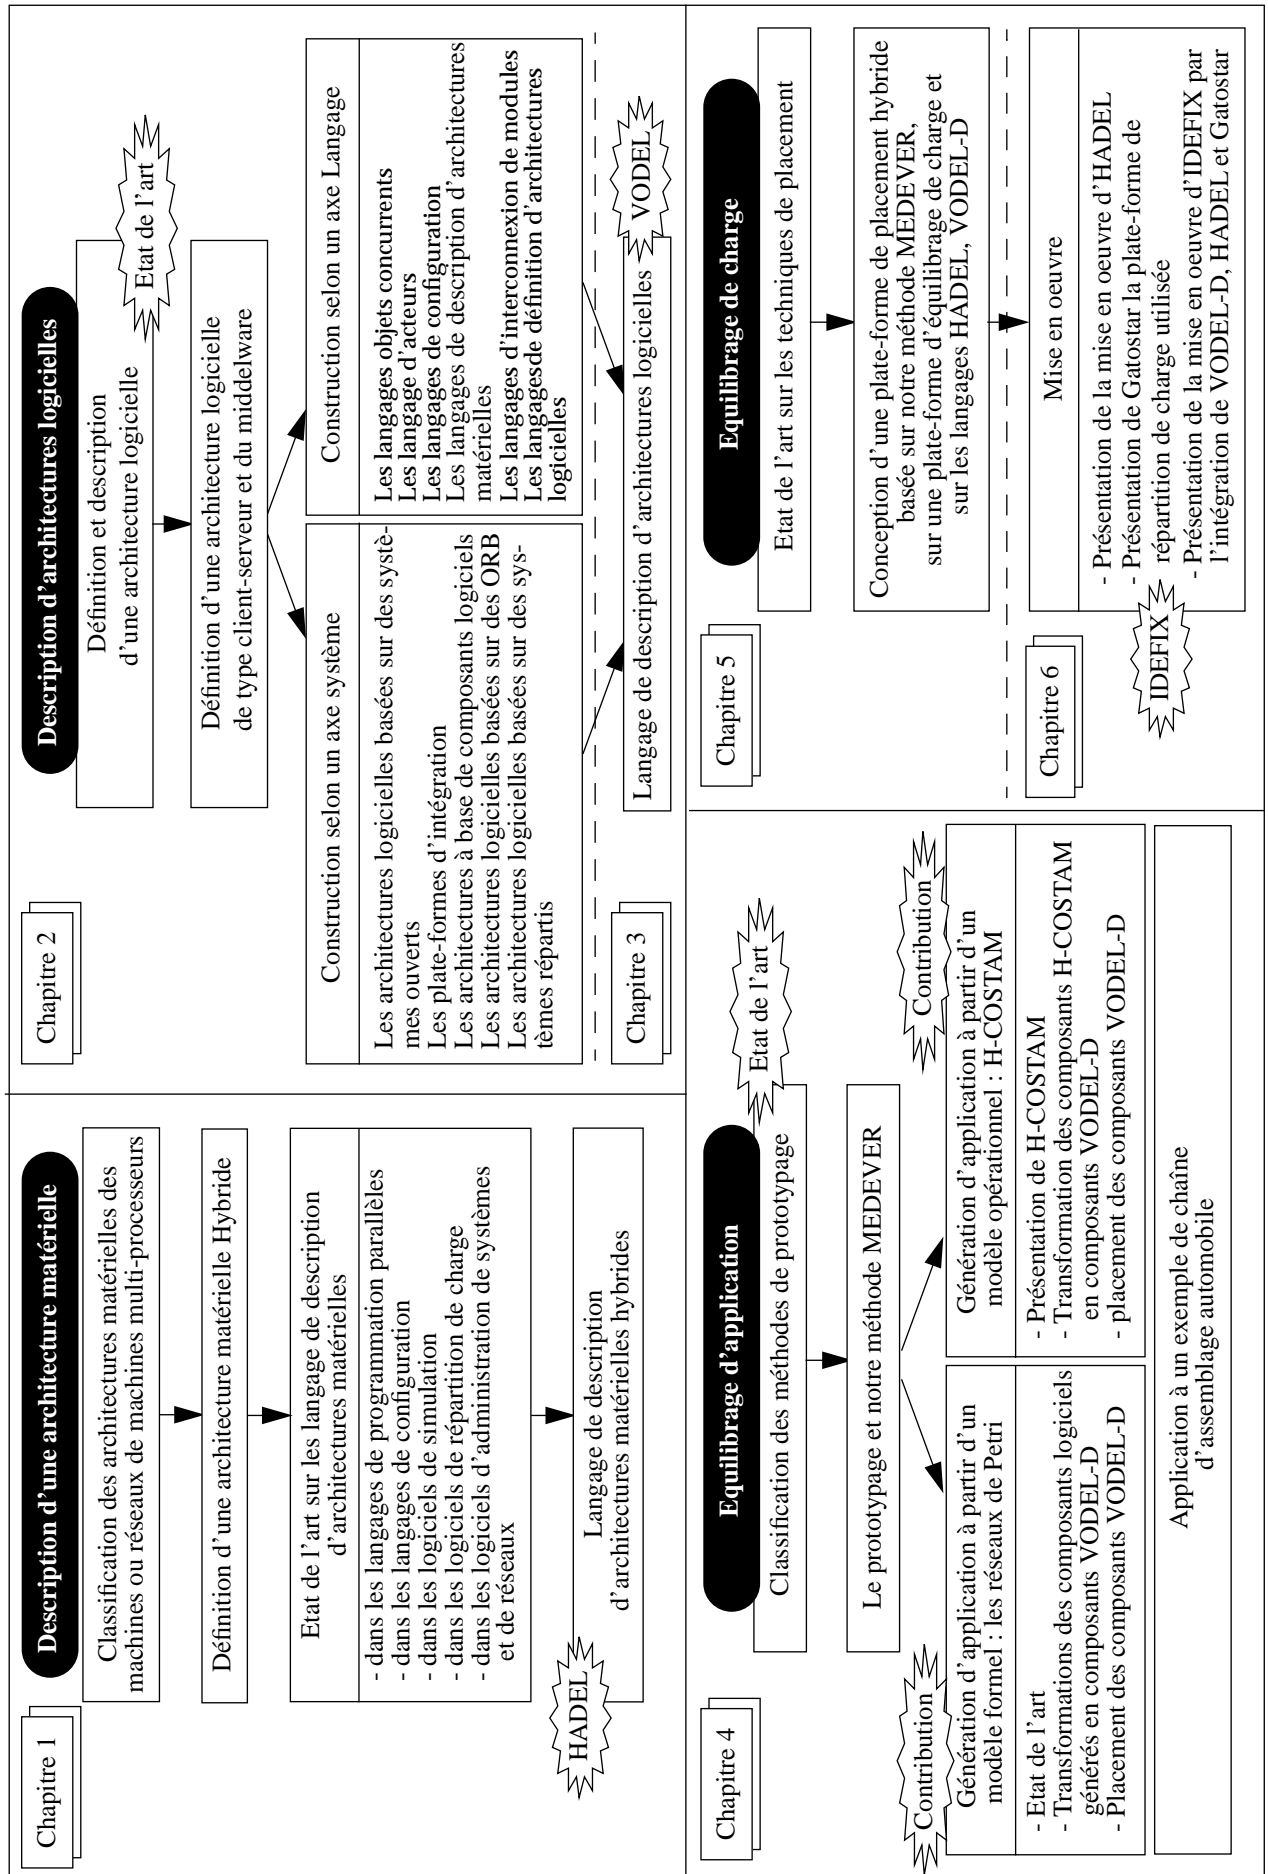 Chapitre 1
Description d'une architecture matérielle
Classification des architectures matérielles des
machines ou réseaux de machines multi-processeurs
Définition d'une architecture matérielle Hybride
Etat de l'art sur les langage de description
d'architectures matérielles
- dans les langages de programmation parallèles
- dans les langages de configuration
- dans les logiciels de simulation
- dans les logiciels de répartition de charge
- dans les logiciels d'administration de systèmes
et de réseaux
HADEL
Langage de description
d'architectures matérielles hybrides
Chapitre 2
Description d'architectures logicielles
Définition et description
d'une architecture logicielle
Etat de l'art
Définition d'une architecture logicielle
de type client-serveur et du middelware
Construction selon un axe système
Les architectures logicielles basées sur des systè-
mes ouverts
Les plate-formes d'intégration
Les architectures à base de composants logiciels
Les architectures logicielles basées sur des ORB
Les architectures logicielles basées sur des sys-
tèmes répartis
Construction selon un axe Langage
Les langages objets concurrents
Les langage d'acteurs
Les langages de configuration
Les langages de description d'architectures
matérielles
Les langages d'interconnexion de modules
Les langagesde définition d'architectures
logicielles
Chapitre 3
Langage de description d'architectures logicielles
VODEL
Chapitre 4
Equilibrage d'application
Classification des méthodes de prototypage
Etat de l'art
Le prototypage et notre méthode MEDEVER
Contribution
Génération d'application à partir d'un
modèle formel : les réseaux de Petri
- Etat de l'art
- Transformations des composants logiciels
générés en composants VODEL-D
- Placement des composants VODEL-D
Contribution
Génération d'application à partir d'un
modèle opérationnel : H-COSTAM
- Présentation de H-COSTAM
- Transformation des composants H-COSTAM
en composants VODEL-D
- placement des composants VODEL-D
Application à un exemple de chaîne
d'assemblage automobile
Chapitre 5
Equilibrage de charge
Etat de l'art sur les techniques de placement
Conception d'une plate-forme de placement hybride
basée sur notre méthode MEDEVER,
sur une plate-forme d'équilibrage de charge et
sur les langages HADEL, VODEL-D
Chapitre 6
Mise en oeuvre
- Présentation de la mise en oeuvre d'HADEL
- Présentation de Gatostar la plate-forme de
répartition de charge utilisée
- Présentation de la mise en oeuvre d'IDEFIX par
l'intégration de VODEL-D, HADEL et Gatostar
IDEFIX